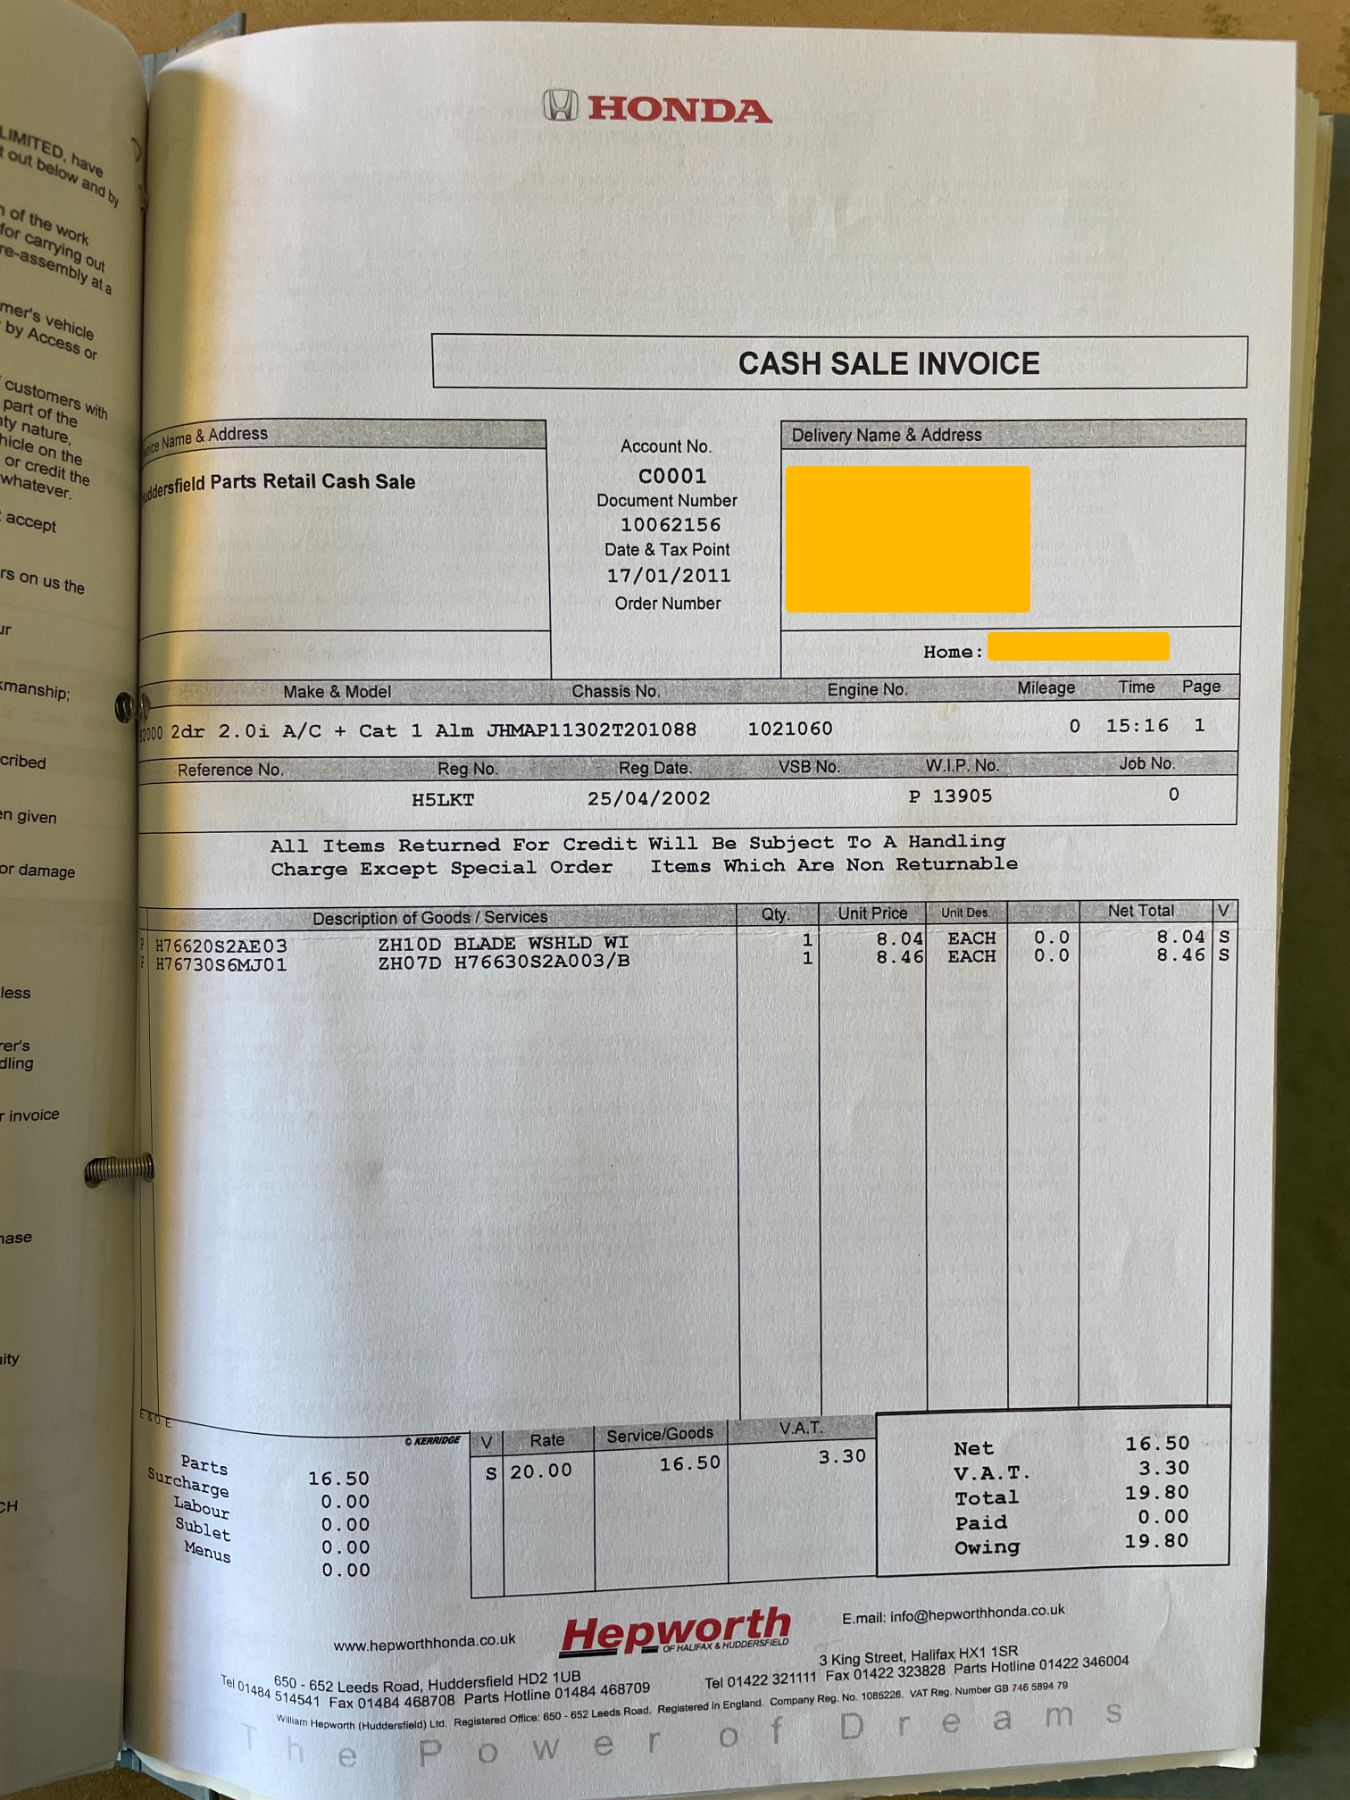 LIMITED, have
t out below and by
n of the work
for carrying out
re-assembly at a
mer's vehicle
by Access or
customers with
part of the
nty nature,
hicle on the
or credit the
whatever.
accept
rs on us the
ur
kmanship;
cribed
en given
or damage
less
rer's
dling
r invoice
hase
nity
CH
HONDA
CASH SALE INVOICE
oice Name & Address
uddersfield Parts Retail Cash Sale
Account No.
C0001
Document Number
10062156
Date & Tax Point
17/01/2011
Order Number
Delivery Name & Address
Home:
Make & Model Chassis No. Engine No. Mileage Time Page
S2000 2dr 2.0i A/C + Cat 1 Alm JHMAP11302T201088 1021060 0 15:16 1
Reference No. Reg No. Reg Date. VSB No. W.I.P. No. Job No.
H5LKT 25/04/2002 P 13905 0
All Items Returned For Credit Will Be Subject To A Handling
Charge Except Special Order Items Which Are Non Returnable
Description of Goods / Services Qty. Unit Price Unit Des. Net Total V
P H76620S2AE03 ZH10D BLADE WSHLD WI 1 8.04 EACH 0.0 8.04 S
P H76730S6MJ01 ZH07D H76630S2A003/B 1 8.46 EACH 0.0 8.46 S
E & O E
© KERRIDGE
Parts 16.50
Surcharge 0.00
Labour 0.00
Sublet 0.00
Menus 0.00
V Rate Service/Goods V.A.T.
S 20.00 16.50 3.30
Net 16.50
V.A.T. 3.30
Total 19.80
Paid 0.00
Owing 19.80
www.hepworthhonda.co.uk
Hepworth
OF HALIFAX & HUDDERSFIELD
E.mail: info@hepworthhonda.co.uk
650 - 652 Leeds Road, Huddersfield HD2 1UB
Tel 01484 514541 Fax 01484 468708 Parts Hotline 01484 468709
3 King Street, Halifax HX1 1SR
Tel 01422 321111 Fax 01422 323828 Parts Hotline 01422 346004
William Hepworth (Huddersfield) Ltd. Registered Office: 650 - 652 Leeds Road. Registered in England. Company Reg. No. 1085226. VAT Reg. Number GB 746 5894 79
The Power of Dreams